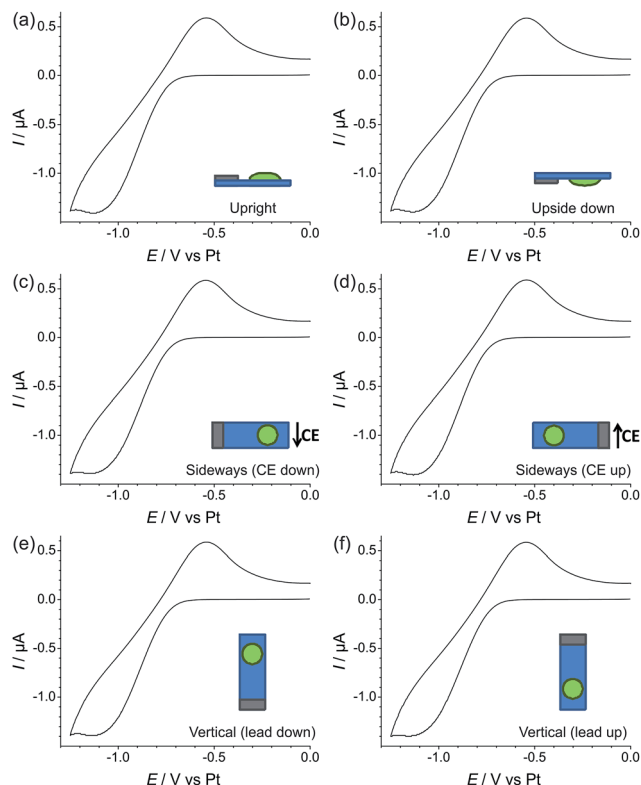 (a)
0.5
0.0
-0.5
-1.0
I / µA
-1.0
-0.5
0.0
E / V vs Pt
Upright
(b)
0.5
0.0
-0.5
-1.0
I / µA
-1.0
-0.5
0.0
E / V vs Pt
Upside down
(c)
0.5
0.0
-0.5
-1.0
I / µA
-1.0
-0.5
0.0
E / V vs Pt
CE
Sideways (CE down)
(d)
0.5
0.0
-0.5
-1.0
I / µA
-1.0
-0.5
0.0
E / V vs Pt
CE
Sideways (CE up)
(e)
0.5
0.0
-0.5
-1.0
I / µA
-1.0
-0.5
0.0
E / V vs Pt
Vertical (lead down)
(f)
0.5
0.0
-0.5
-1.0
I / µA
-1.0
-0.5
0.0
E / V vs Pt
Vertical (lead up)